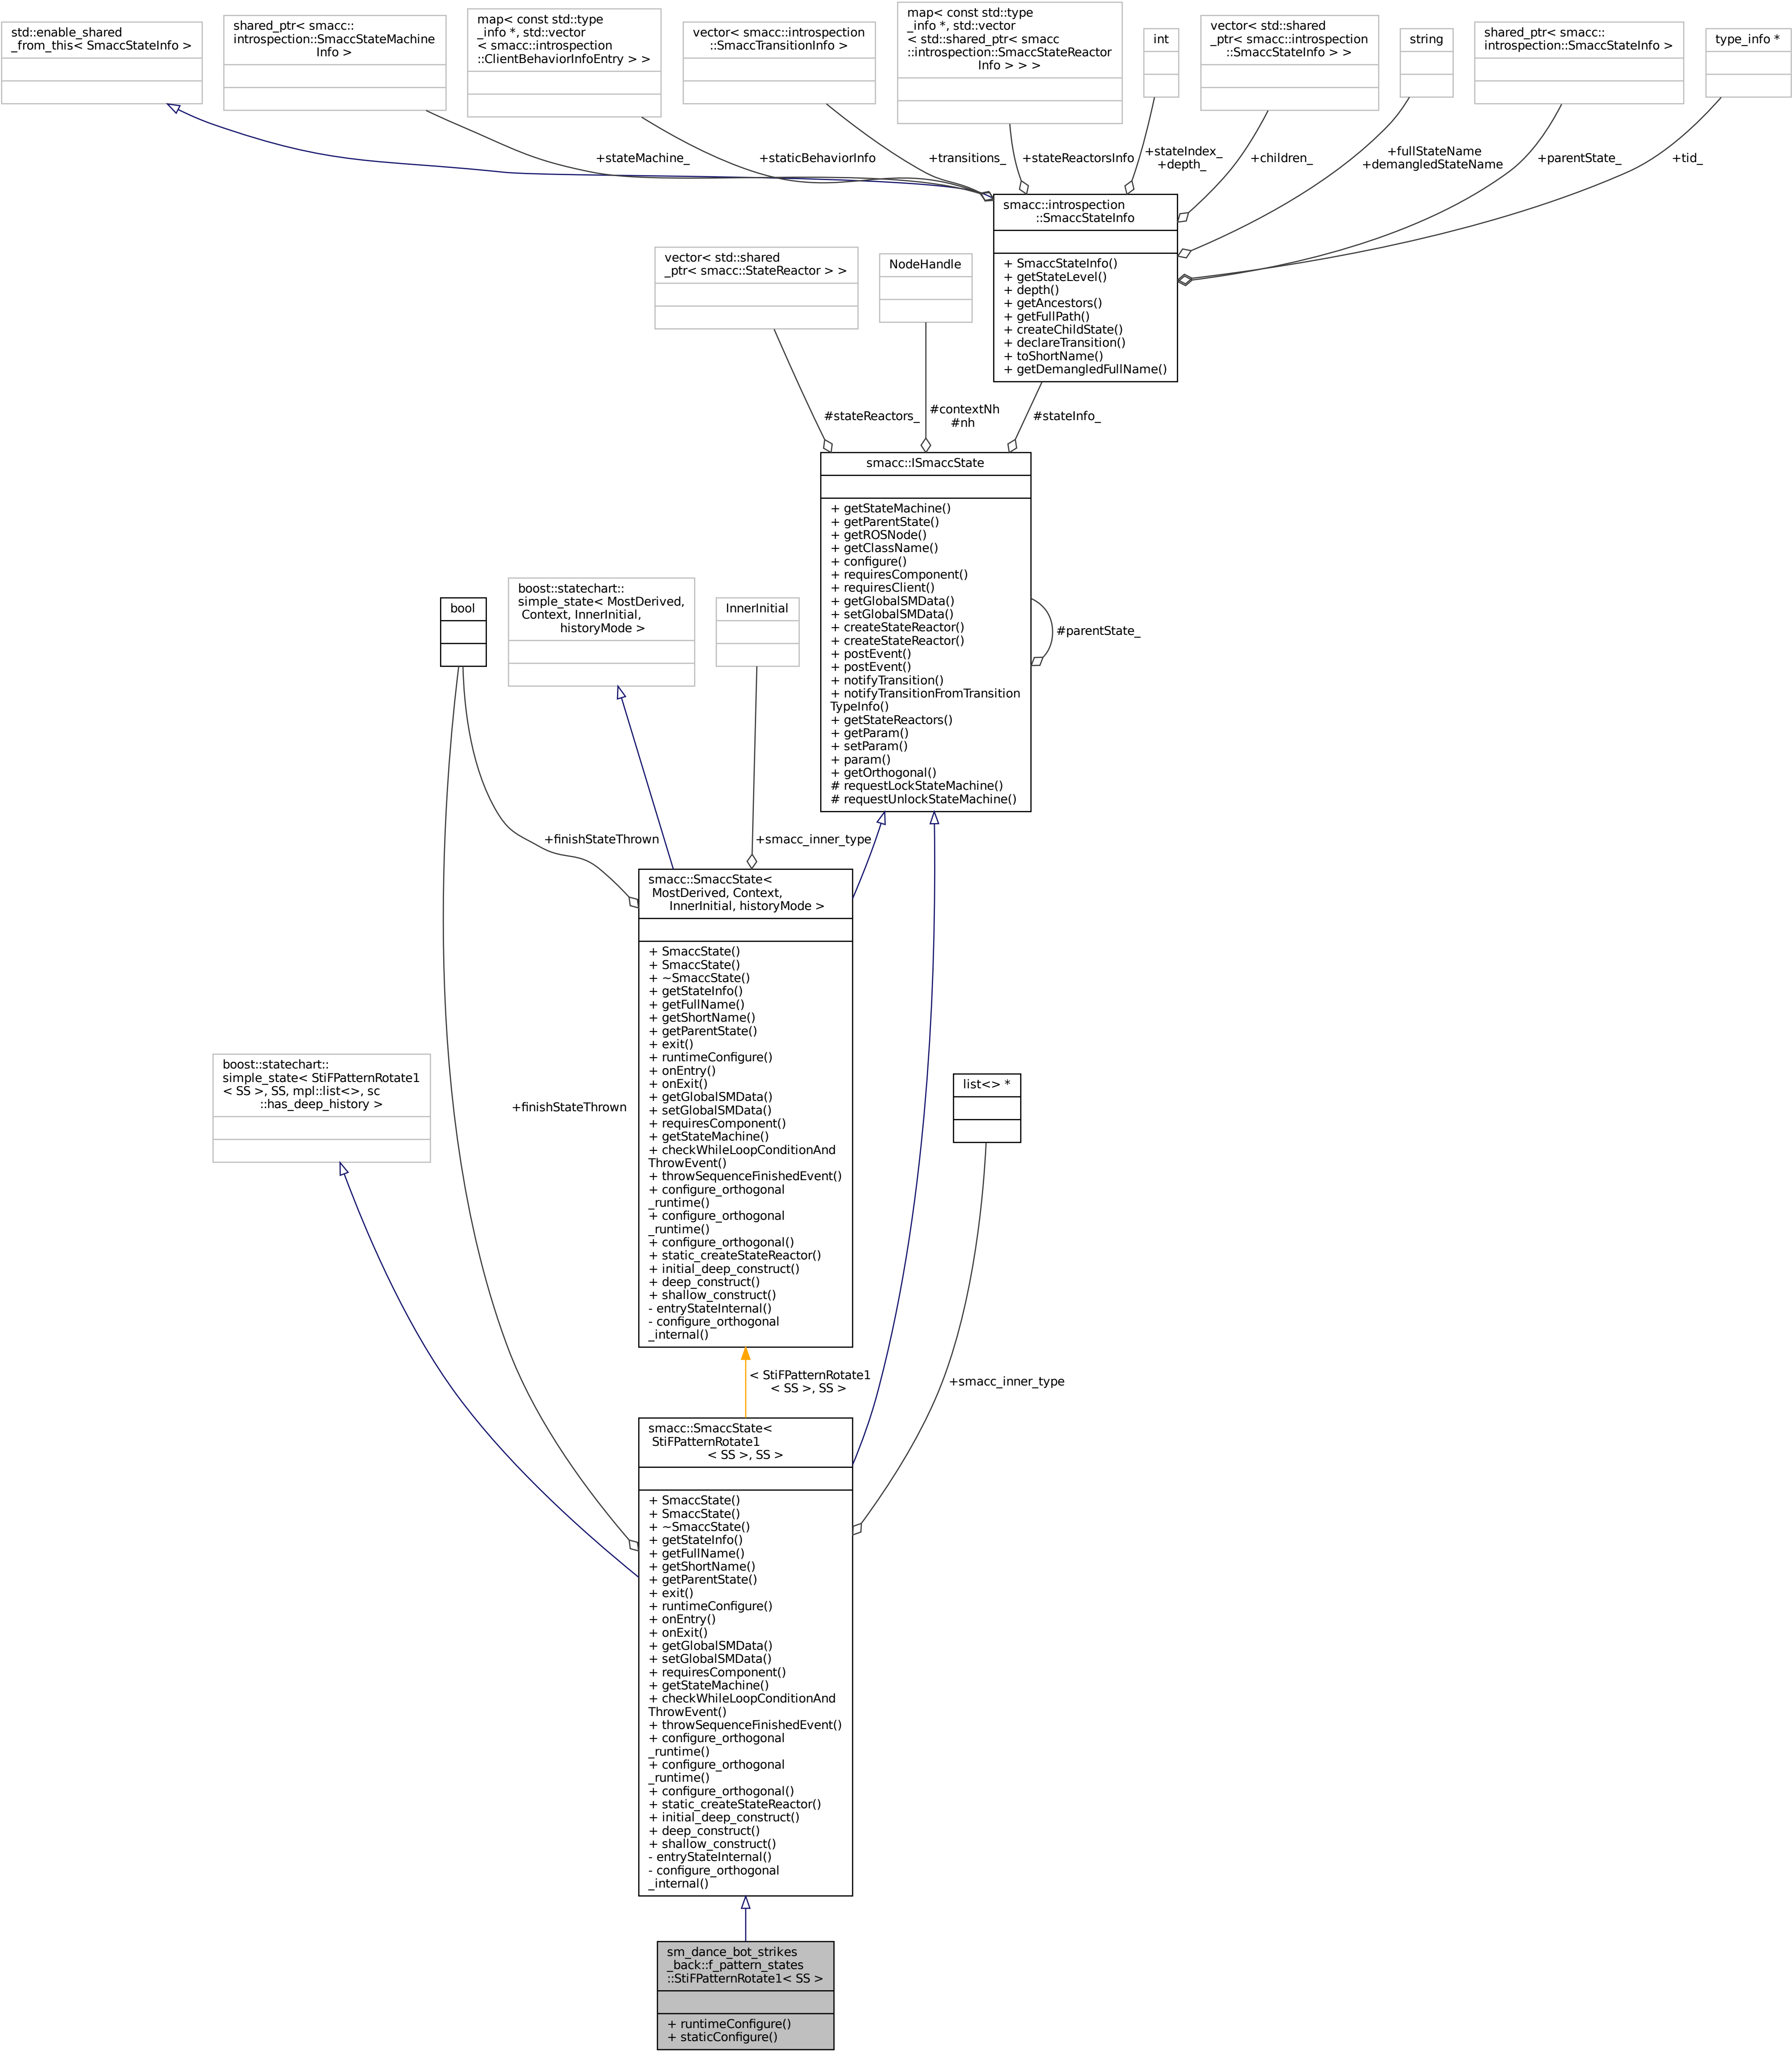 std::enable_shared
_from_this< SmaccStateInfo >
shared_ptr< smacc::
introspection::SmaccStateMachine
Info >
map< const std::type
_info *, std::vector
< smacc::introspection
::ClientBehaviorInfoEntry > >
vector< smacc::introspection
::SmaccTransitionInfo >
map< const std::type
_info *, std::vector
< std::shared_ptr< smacc
::introspection::SmaccStateReactor
Info > > >
int
vector< std::shared
_ptr< smacc::introspection
::SmaccStateInfo > >
string
shared_ptr< smacc::
introspection::SmaccStateInfo >
type_info *
+stateMachine_
+staticBehaviorInfo
+transitions_
+stateReactorsInfo
+stateIndex_
+depth_
+children_
+fullStateName
+demangledStateName
+parentState_
+tid_
smacc::introspection
::SmaccStateInfo
+ SmaccStateInfo()
+ getStateLevel()
+ depth()
+ getAncestors()
+ getFullPath()
+ createChildState()
+ declareTransition()
+ toShortName()
+ getDemangledFullName()
vector< std::shared
_ptr< smacc::StateReactor > >
NodeHandle
#stateReactors_
#contextNh
#nh
#stateInfo_
smacc::ISmaccState
+ getStateMachine()
+ getParentState()
+ getROSNode()
+ getClassName()
+ configure()
+ requiresComponent()
+ requiresClient()
+ getGlobalSMData()
+ setGlobalSMData()
+ createStateReactor()
+ createStateReactor()
+ postEvent()
+ postEvent()
+ notifyTransition()
+ notifyTransitionFromTransition
TypeInfo()
+ getStateReactors()
+ getParam()
+ setParam()
+ param()
+ getOrthogonal()
# requestLockStateMachine()
# requestUnlockStateMachine()
#parentState_
bool
boost::statechart::
simple_state< MostDerived,
Context, InnerInitial,
historyMode >
InnerInitial
+finishStateThrown
+smacc_inner_type
smacc::SmaccState<
MostDerived, Context,
InnerInitial, historyMode >
+ SmaccState()
+ SmaccState()
+ ~SmaccState()
+ getStateInfo()
+ getFullName()
+ getShortName()
+ getParentState()
+ exit()
+ runtimeConfigure()
+ onEntry()
+ onExit()
+ getGlobalSMData()
+ setGlobalSMData()
+ requiresComponent()
+ getStateMachine()
+ checkWhileLoopConditionAnd
ThrowEvent()
+ throwSequenceFinishedEvent()
+ configure_orthogonal
_runtime()
+ configure_orthogonal
_runtime()
+ configure_orthogonal()
+ static_createStateReactor()
+ initial_deep_construct()
+ deep_construct()
+ shallow_construct()
- entryStateInternal()
- configure_orthogonal
_internal()
boost::statechart::
simple_state< StiFPatternRotate1
< SS >, SS, mpl::list<>, sc
::has_deep_history >
+finishStateThrown
list<> *
< StiFPatternRotate1
< SS >, SS >
+smacc_inner_type
smacc::SmaccState<
StiFPatternRotate1
< SS >, SS >
+ SmaccState()
+ SmaccState()
+ ~SmaccState()
+ getStateInfo()
+ getFullName()
+ getShortName()
+ getParentState()
+ exit()
+ runtimeConfigure()
+ onEntry()
+ onExit()
+ getGlobalSMData()
+ setGlobalSMData()
+ requiresComponent()
+ getStateMachine()
+ checkWhileLoopConditionAnd
ThrowEvent()
+ throwSequenceFinishedEvent()
+ configure_orthogonal
_runtime()
+ configure_orthogonal
_runtime()
+ configure_orthogonal()
+ static_createStateReactor()
+ initial_deep_construct()
+ deep_construct()
+ shallow_construct()
- entryStateInternal()
- configure_orthogonal
_internal()
sm_dance_bot_strikes
_back::f_pattern_states
::StiFPatternRotate1< SS >
+ runtimeConfigure()
+ staticConfigure()